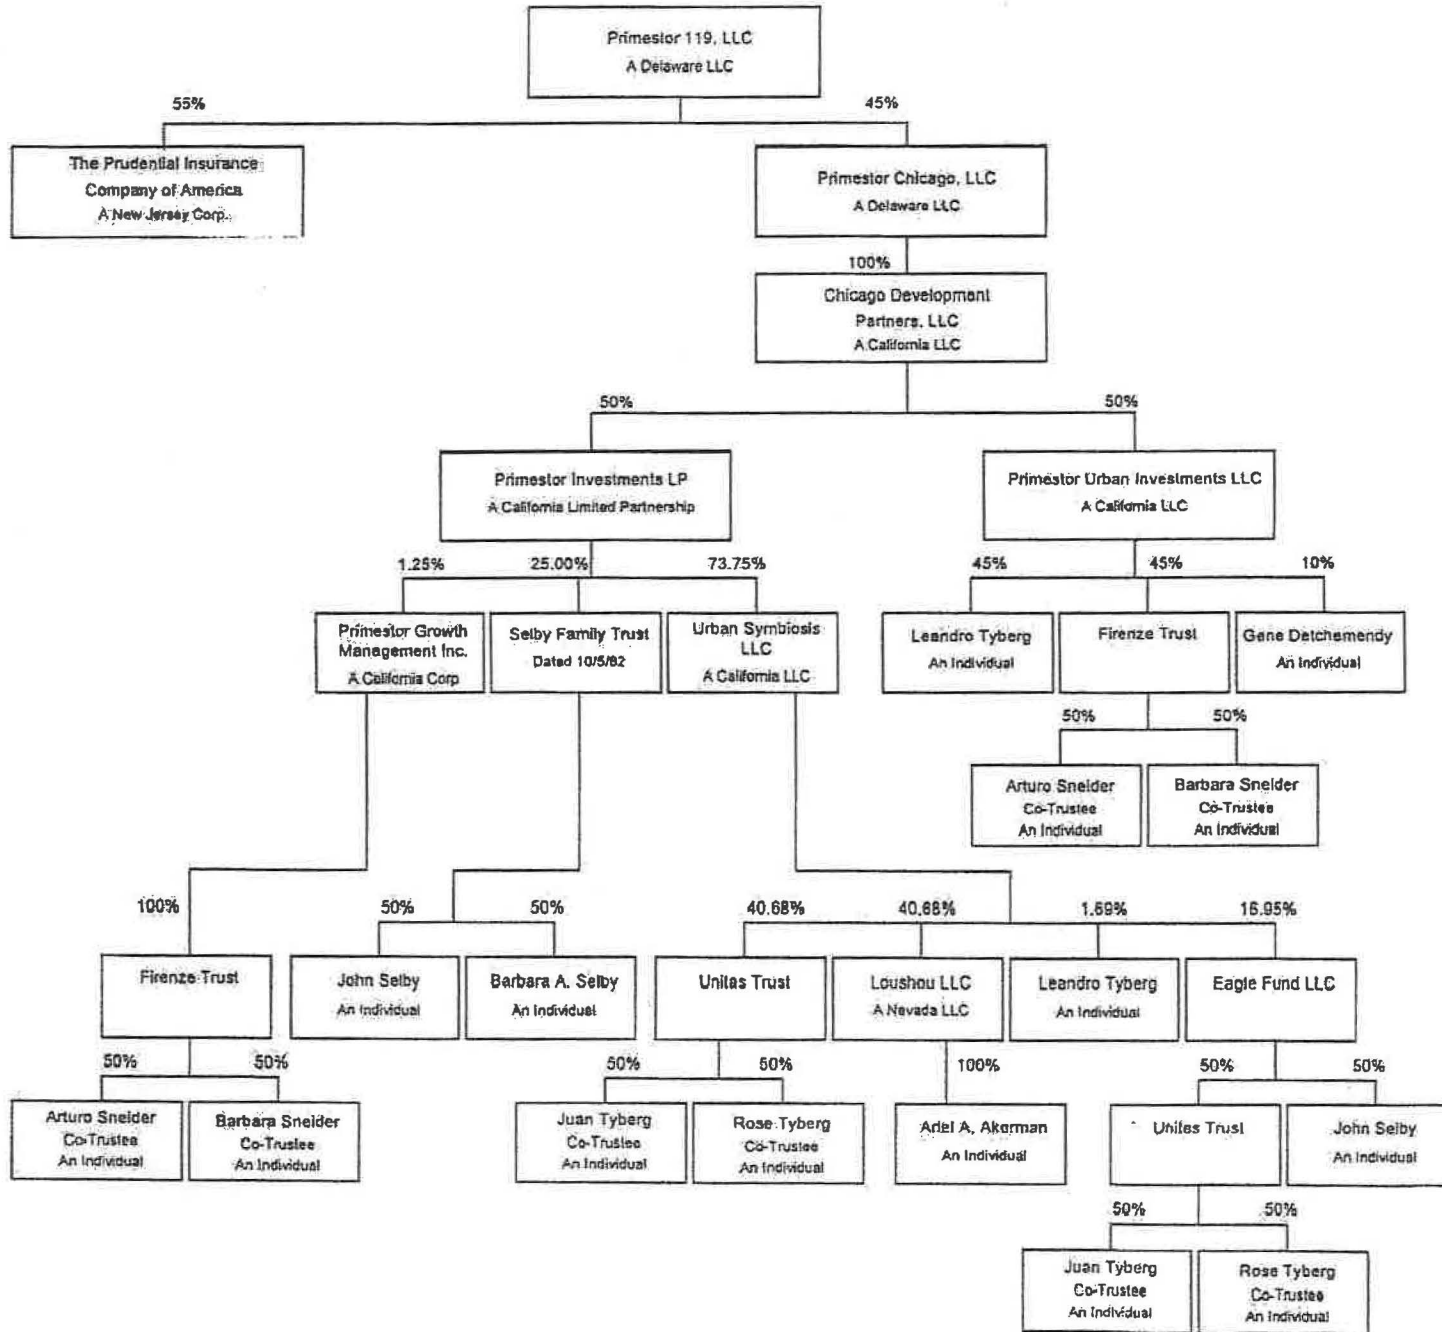 Primestor 119, LLC
A Delaware LLC
55%
45%
The Prudential Insurance
Company of America
A New Jersey Corp.
Primestor Chicago, LLC
A Delaware LLC
100%
Chicago Development
Partners, LLC
A California LLC
50%
50%
Primestor Investments LP
A California Limited Partnership
Primestor Urban Investments LLC
A California LLC
1.25%
25.00%
73.75%
45%
45%
10%
Primestor Growth
Management Inc.
A California Corp
Selby Family Trust
Dated 10/5/82
Urban Symbiosis
LLC
A California LLC
Leandro Tyberg
An Individual
Firenze Trust
Gene Detchemendy
An Individual
50%
50%
Arturo Sneider
Co-Trustee
An Individual
Barbara Sneider
Co-Trustee
An Individual
100%
50%
50%
40.68%
40.68%
1.69%
16.95%
Firenze Trust
John Selby
An Individual
Barbara A. Selby
An Individual
Unitas Trust
Loushou LLC
A Nevada LLC
Leandro Tyberg
An Individual
Eagle Fund LLC
50%
50%
50%
50%
100%
50%
50%
Arturo Sneider
Co-Trustee
An Individual
Barbara Sneider
Co-Trustee
An Individual
Juan Tyberg
Co-Trustee
An Individual
Rose Tyberg
Co-Trustee
An Individual
Ariel A. Akerman
An Individual
Unitas Trust
John Selby
An Individual
50%
50%
Juan Tyberg
Co-Trustee
An Individual
Rose Tyberg
Co-Trustee
An Individual